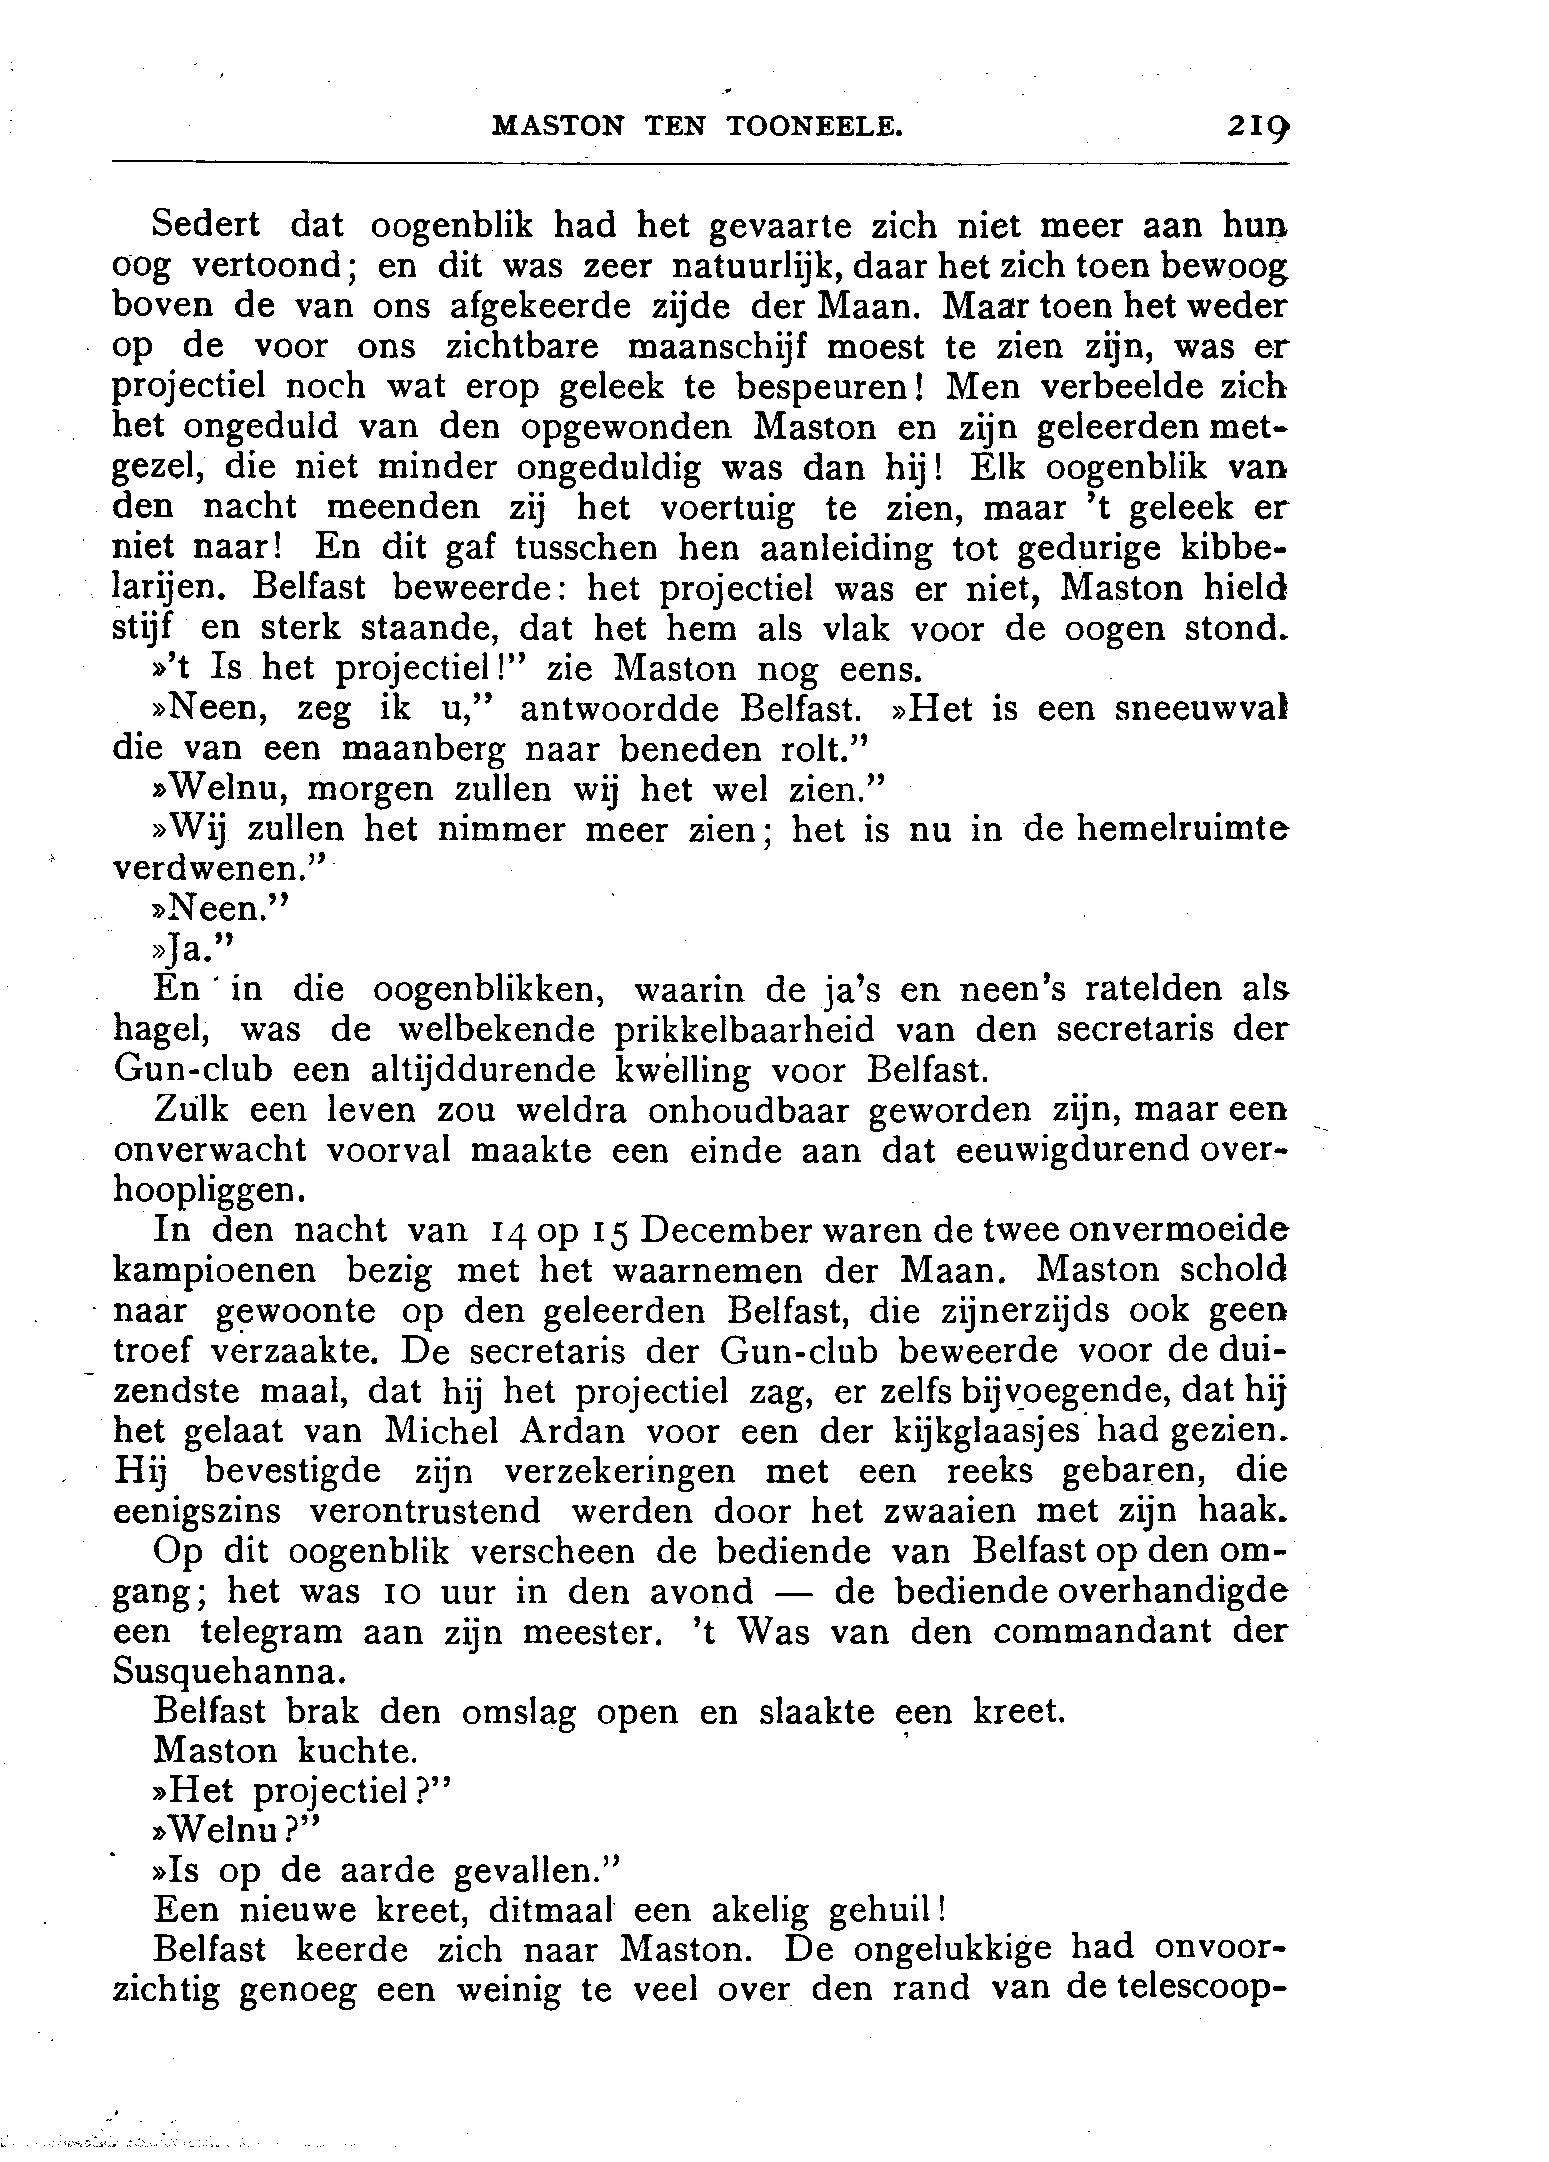 MASTON TEN TOONEELE. 219
Sedert dat oogenblik had het gevaarte zich niet meer aan hun
oog vertoond; en dit was zeer natuurlijk, daar het zich toen bewoog
boven de van ons afgekeerde zijde der Maan. Maar toen het weder
op de voor ons zichtbare maanschijf moest te zien zijn, was er
projectiel noch wat erop geleek te bespeuren! Men verbeelde zich
het ongeduld van den opgewonden Maston en zijn geleerden met-
gezel, die niet minder ongeduldig was dan hij! Elk oogenblik van
den nacht meenden zij het voertuig te zien, maar 't geleek er
niet naar! En dit gaf tusschen hen aanleiding tot gedurige kibbe-
larijen. Belfast beweerde: het projectiel was er niet, Maston hield
stijf en sterk staande, dat het hem als vlak voor de oogen stond.
»'t Is het projectiel!” zie Maston nog eens.
»Neen, zeg ik u,” antwoordde Belfast. »Het is een sneeuwval
die van een maanberg naar beneden rolt.”
»Welnu, morgen zullen wij het wel zien.”
»Wij zullen het nimmer meer zien; het is nu in de hemelruimte
verdwenen.”
»Neen.”
»Ja.”
En in die oogenblikken, waarin de ja's en neen's ratelden als
hagel, was de welbekende prikkelbaarheid van den secretaris der
Gun-club een altijddurende kwelling voor Belfast.
Zulk een leven zou weldra onhoudbaar geworden zijn, maar een
onverwacht voorval maakte een einde aan dat eeuwigdurend over-
hoopliggen.
In den nacht van 14 op 15 December waren de twee onvermoeide
kampioenen bezig met het waarnemen der Maan. Maston schold
naar gewoonte op den geleerden Belfast, die zijnerzijds ook geen
troef verzaakte. De secretaris der Gun-club beweerde voor de dui-
zendste maal, dat hij het projectiel zag, er zelfs bijvoegende, dat hij
het gelaat van Michel Ardan voor een der kijkglaasjes had gezien.
Hij bevestigde zijn verzekeringen met een reeks gebaren, die
eenigszins verontrustend werden door het zwaaien met zijn haak.
Op dit oogenblik verscheen de bediende van Belfast op den om-
gang; het was 10 uur in den avond — de bediende overhandigde
een telegram aan zijn meester. 't Was van den commandant der
Susquehanna.
Belfast brak den omslag open en slaakte een kreet.
Maston kuchte.
»Het projectiel?”
»Welnu?”
»Is op de aarde gevallen.”
Een nieuwe kreet, ditmaal een akelig gehuil!
Belfast keerde zich naar Maston. De ongelukkige had onvoor-
zichtig genoeg een weinig te veel over den rand van de telescoop-